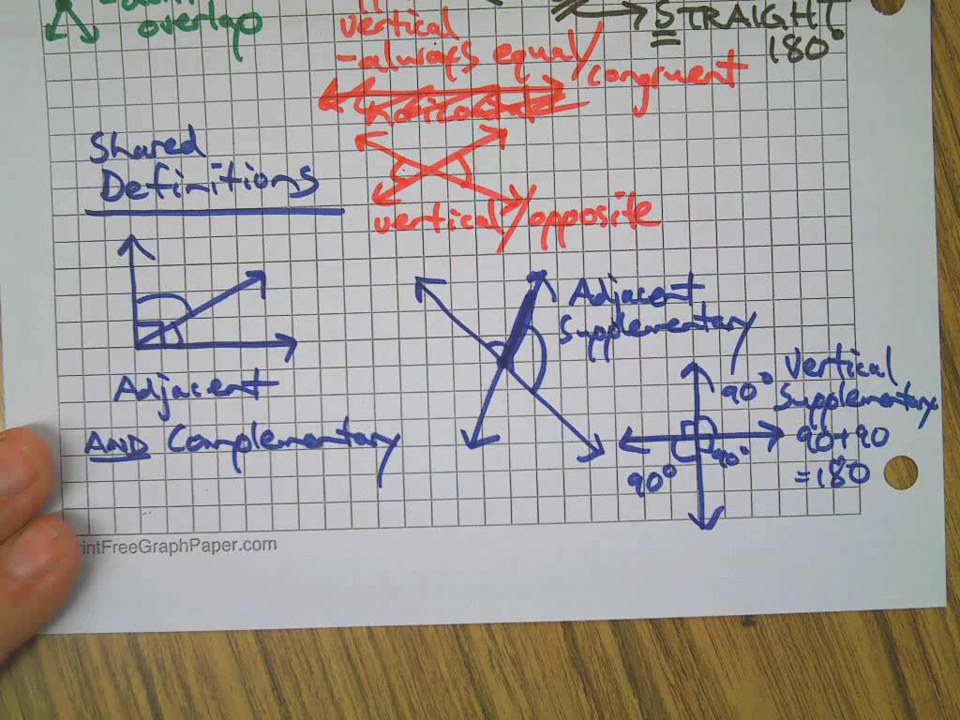 overlap
vertical
-always equal/
congruent
STRAIGHT
180°
Shared
Definitions
vertical/opposite
Adjacent
AND Complementary
Adjacent
Supplementary
90°
Vertical
Supplementary
90+90
=180
90°
90°
intFreeGraphPaper.com